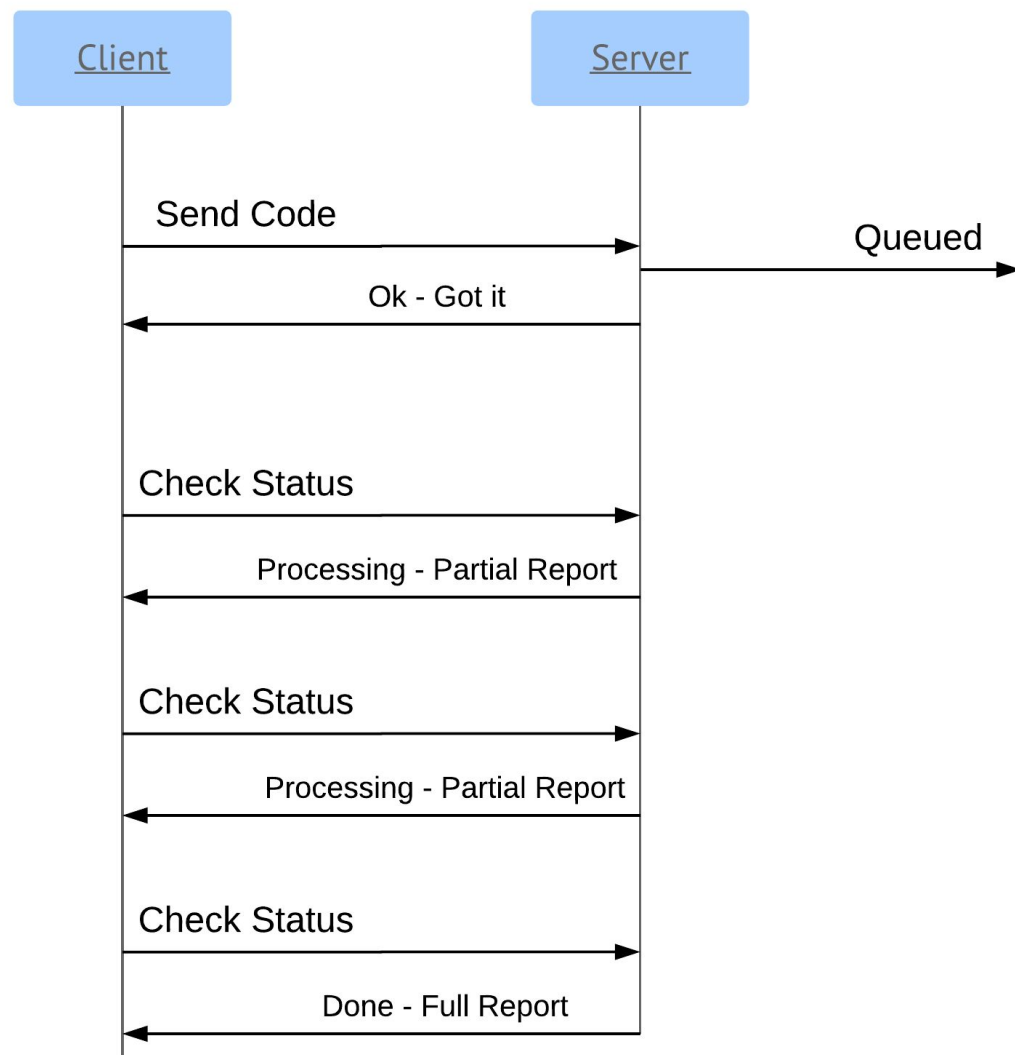 Client
Server
Send Code
Queued
Ok - Got it
Check Status
Processing - Partial Report
Check Status
Processing - Partial Report
Check Status
Done - Full Report